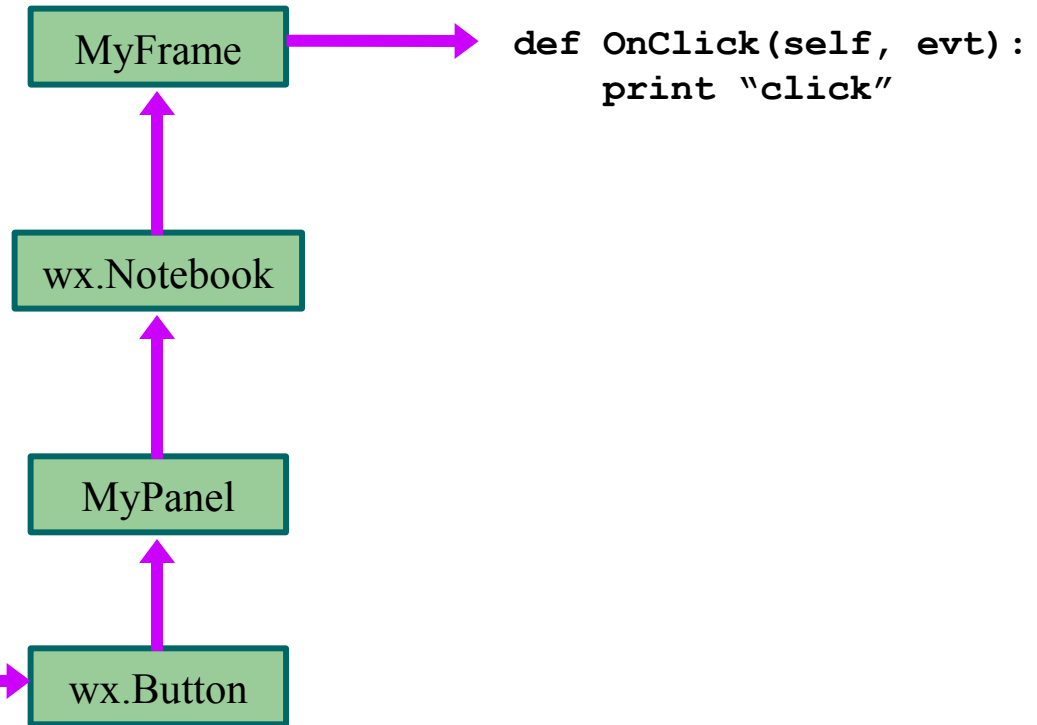 MyFrame
def OnClick(self, evt):
    print “click”
wx.Notebook
MyPanel
wx.Button